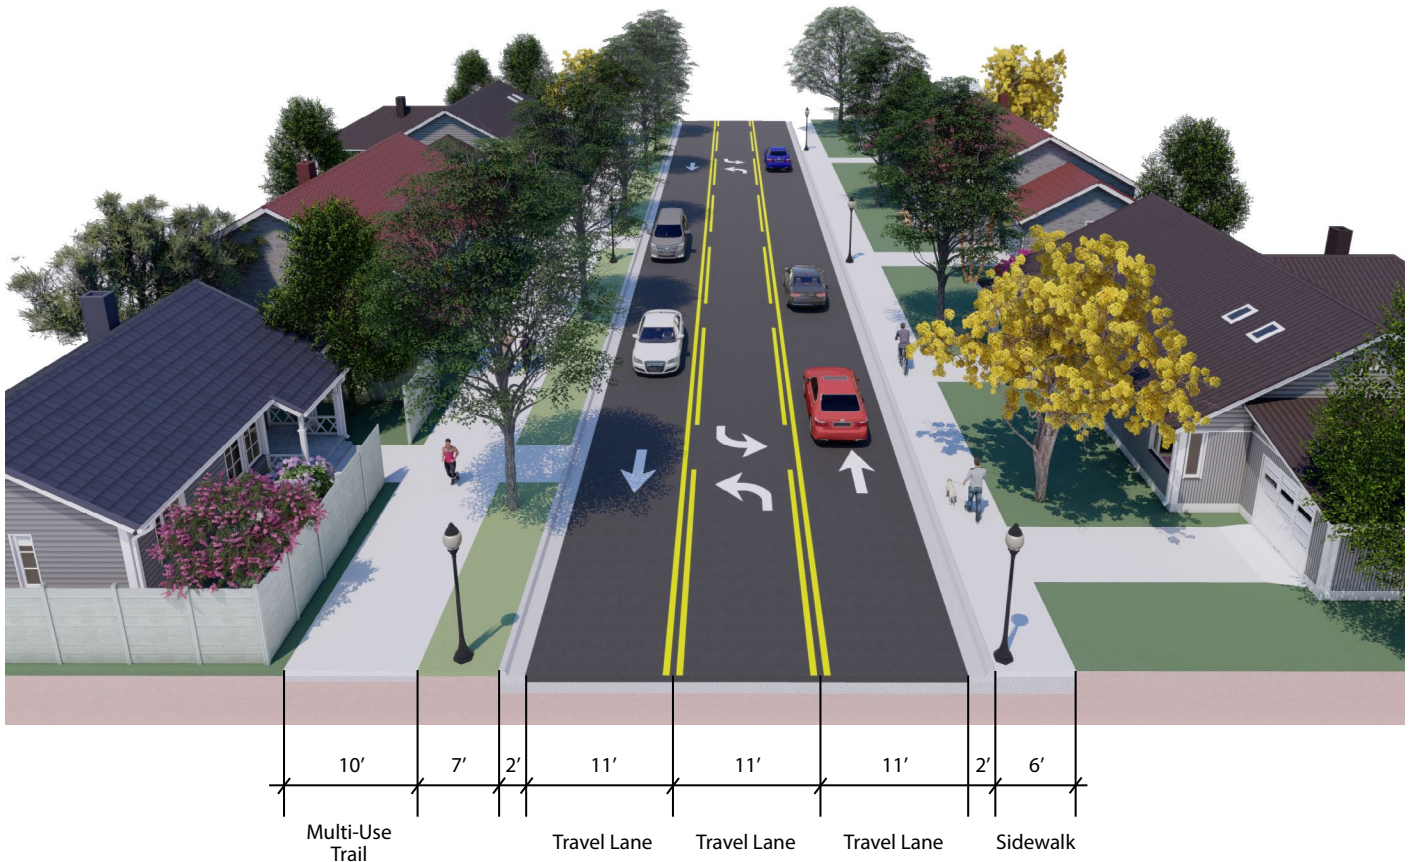 10′ 7′ 2′ 11′ 11′ 11′ 2′ 6′
Multi-Use
Trail
Travel Lane Travel Lane Travel Lane Sidewalk